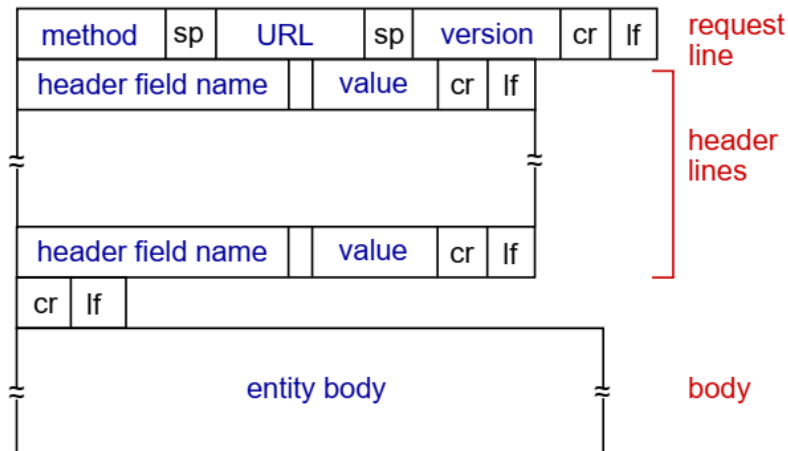 method sp URL sp version cr lf request line
header field name value cr lf
header lines
header field name value cr lf
cr lf
entity body body